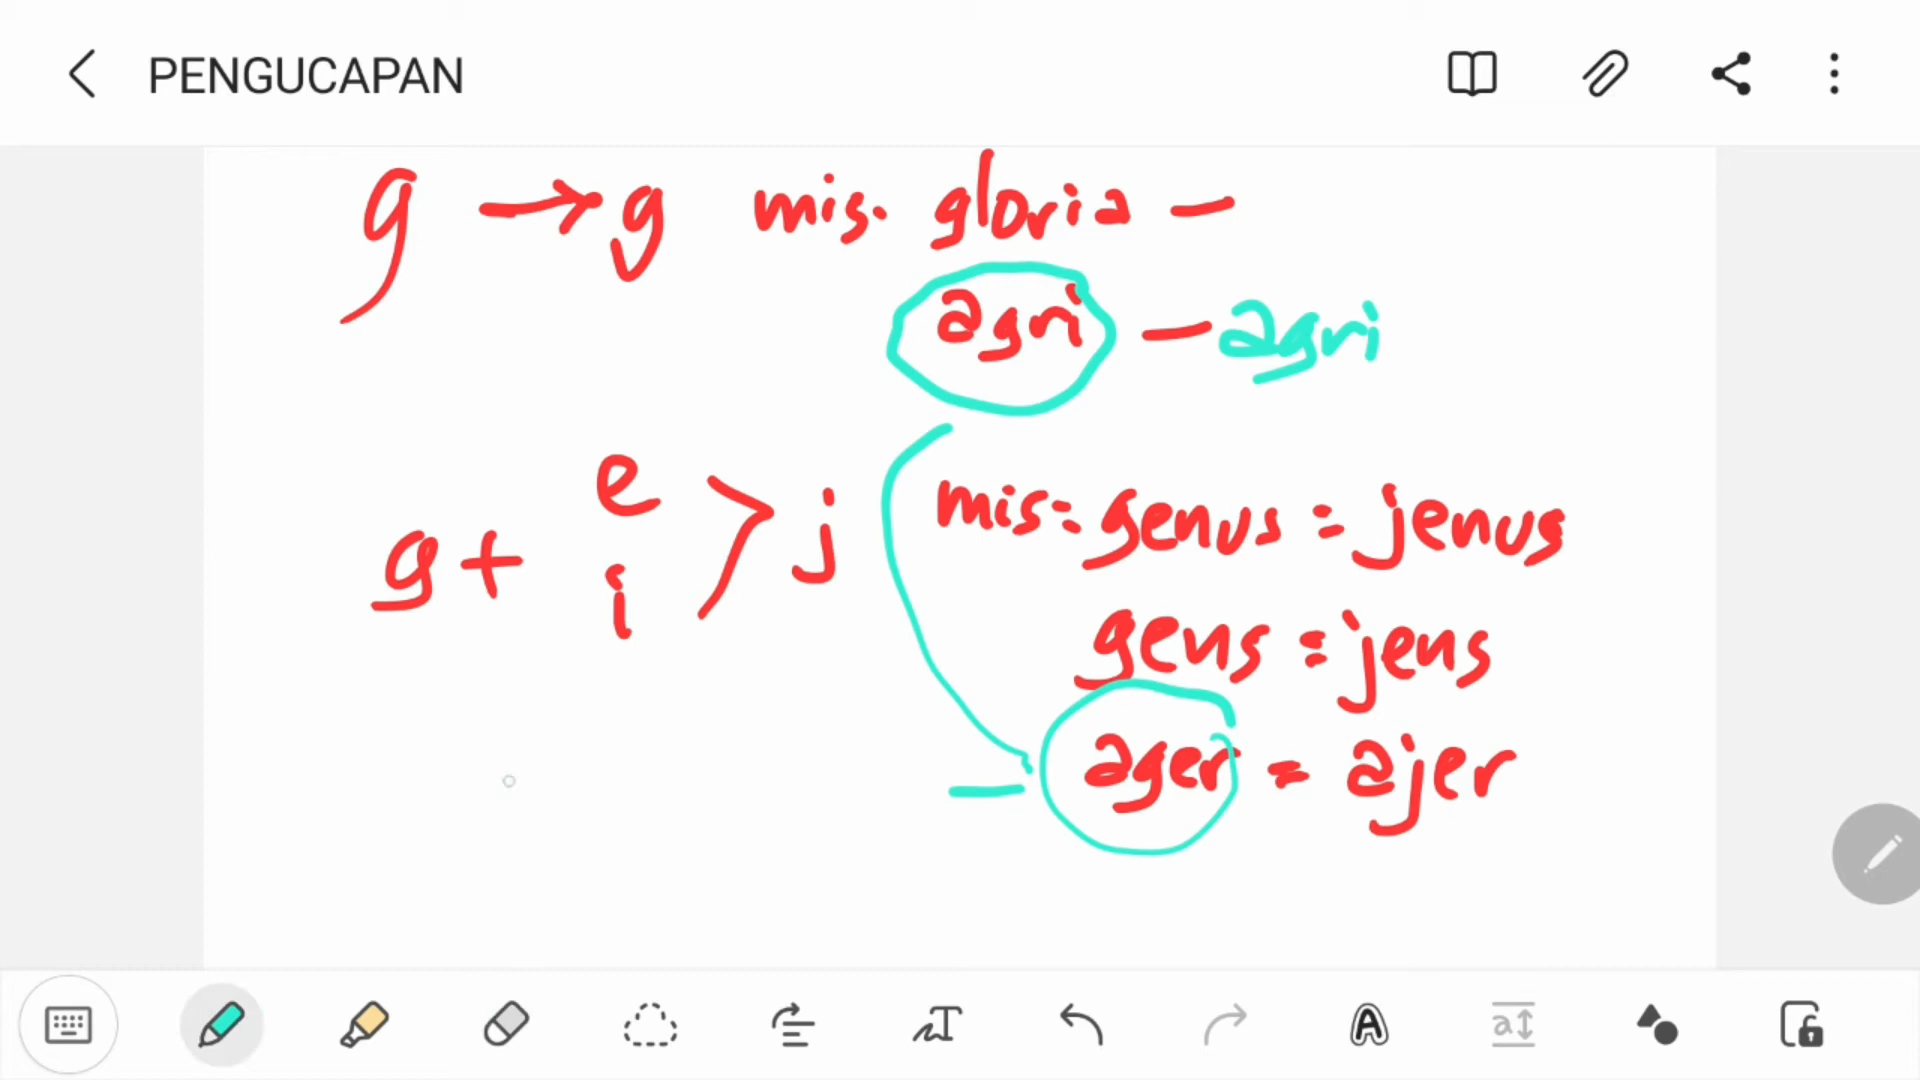 PENGUCAPAN
g → g mis. gloria –
agri – agri
e
g + > j mis: genus = jenus
i
gens = jens
– ager = ajer